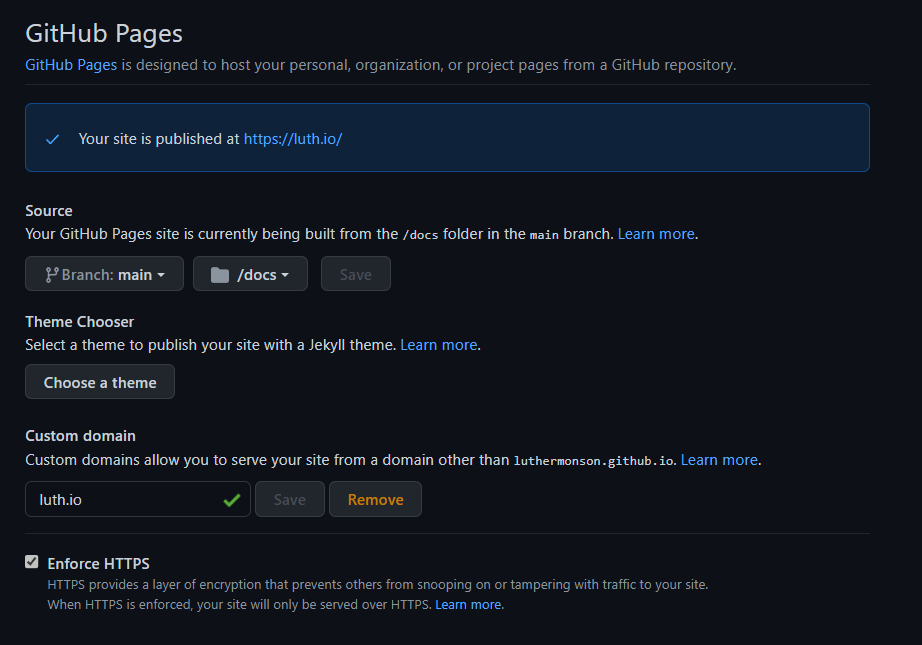 GitHub Pages
GitHub Pages is designed to host your personal, organization, or project pages from a GitHub repository.
Your site is published at https://luth.io/
Source
Your GitHub Pages site is currently being built from the /docs folder in the main branch. Learn more.
Branch: main /docs Save
Theme Chooser
Select a theme to publish your site with a Jekyll theme. Learn more.
Choose a theme
Custom domain
Custom domains allow you to serve your site from a domain other than luthermonson.github.io. Learn more.
luth.io Save Remove
Enforce HTTPS
HTTPS provides a layer of encryption that prevents others from snooping on or tampering with traffic to your site.
When HTTPS is enforced, your site will only be served over HTTPS. Learn more.